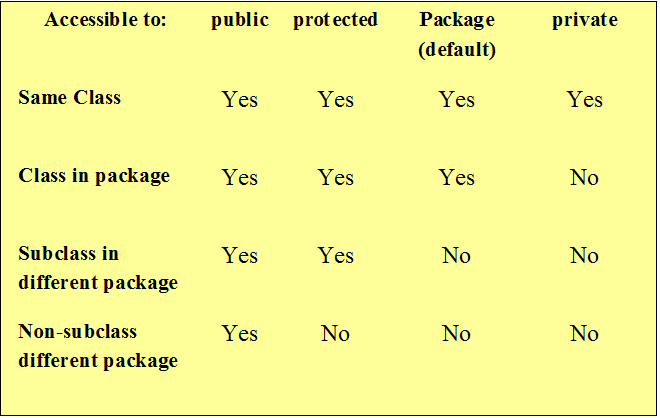 Accessible to: public protected Package private
(default)
Same Class Yes Yes Yes Yes
Class in package Yes Yes Yes No
Subclass in
different package Yes Yes No No
Non-subclass
different package Yes No No No